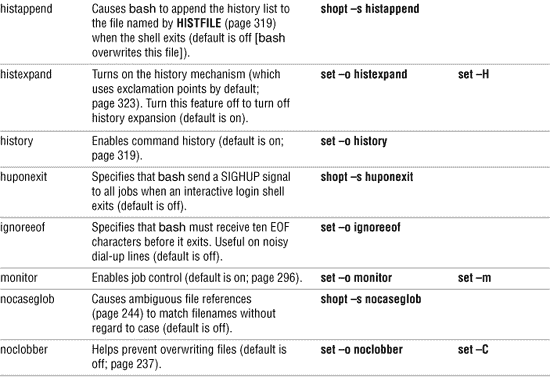 histappend Causes bash to append the history list shopt –s histappend
to the file named by HISTFILE (page 319)
when the shell exits (default is off [bash
overwrites this file]).
histexpand Turns on the history mechanism (which set –o histexpand set –H
uses exclamation points by default;
page 323). Turn this feature off to turn off
history expansion (default is on).
history Enables command history (default is on; set –o history
page 319).
huponexit Specifies that bash send a SIGHUP signal shopt –s huponexit
to all jobs when an interactive login shell
exits (default is off).
ignoreeof Specifies that bash must receive ten EOF set –o ignoreeof
characters before it exits. Useful on noisy
dial-up lines (default is off).
monitor Enables job control (default is on; page 296). set –o monitor set –m
nocaseglob Causes ambiguous file references shopt –s nocaseglob
(page 244) to match filenames without
regard to case (default is off).
noclobber Helps prevent overwriting files (default is set –o noclobber set –C
off; page 237).